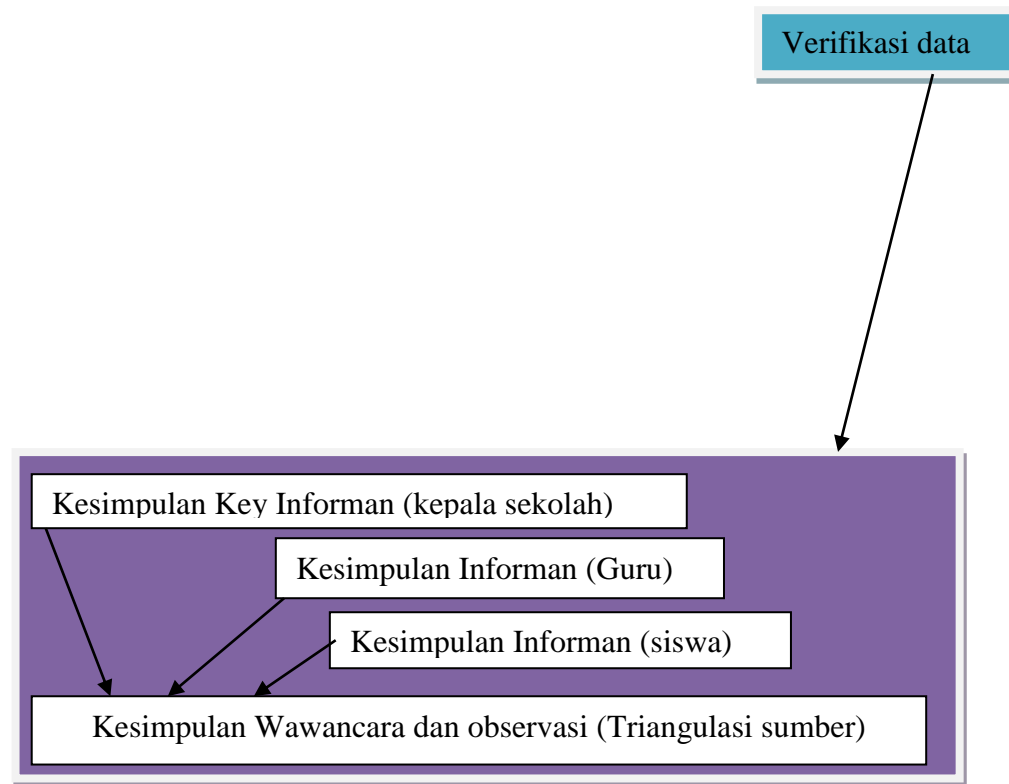 Verifikasi data
Kesimpulan Key Informan (kepala sekolah)
Kesimpulan Informan (Guru)
Kesimpulan Informan (siswa)
Kesimpulan Wawancara dan observasi (Triangulasi sumber)